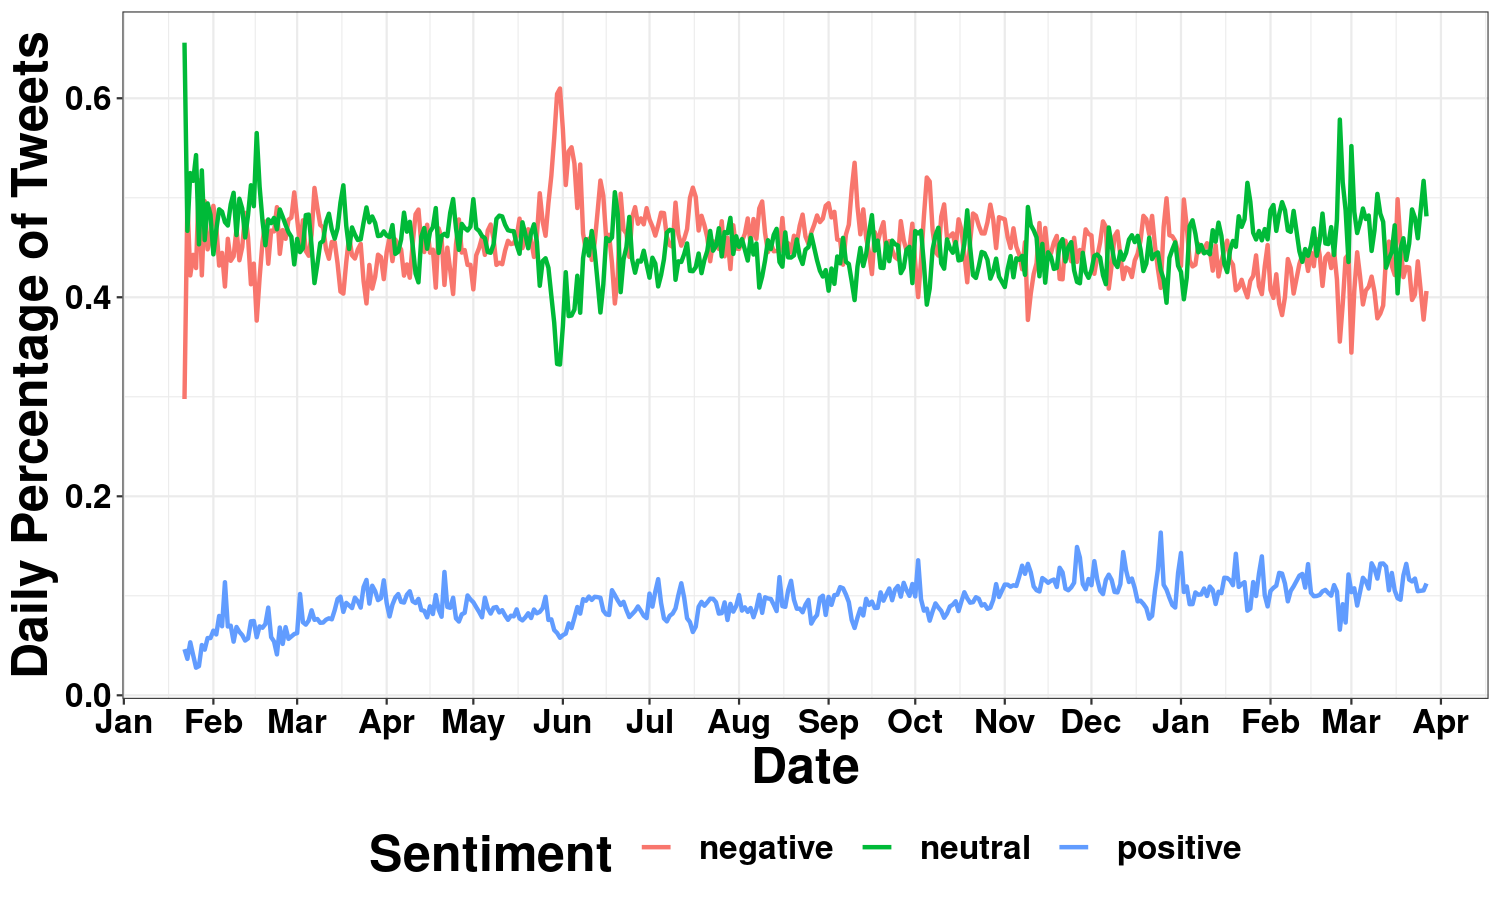 Daily Percentage of Tweets
0.6
0.4
0.2
0.0
Jan Feb Mar Apr May Jun Jul Aug Sep Oct Nov Dec Jan Feb Mar Apr
Date
Sentiment negative neutral positive